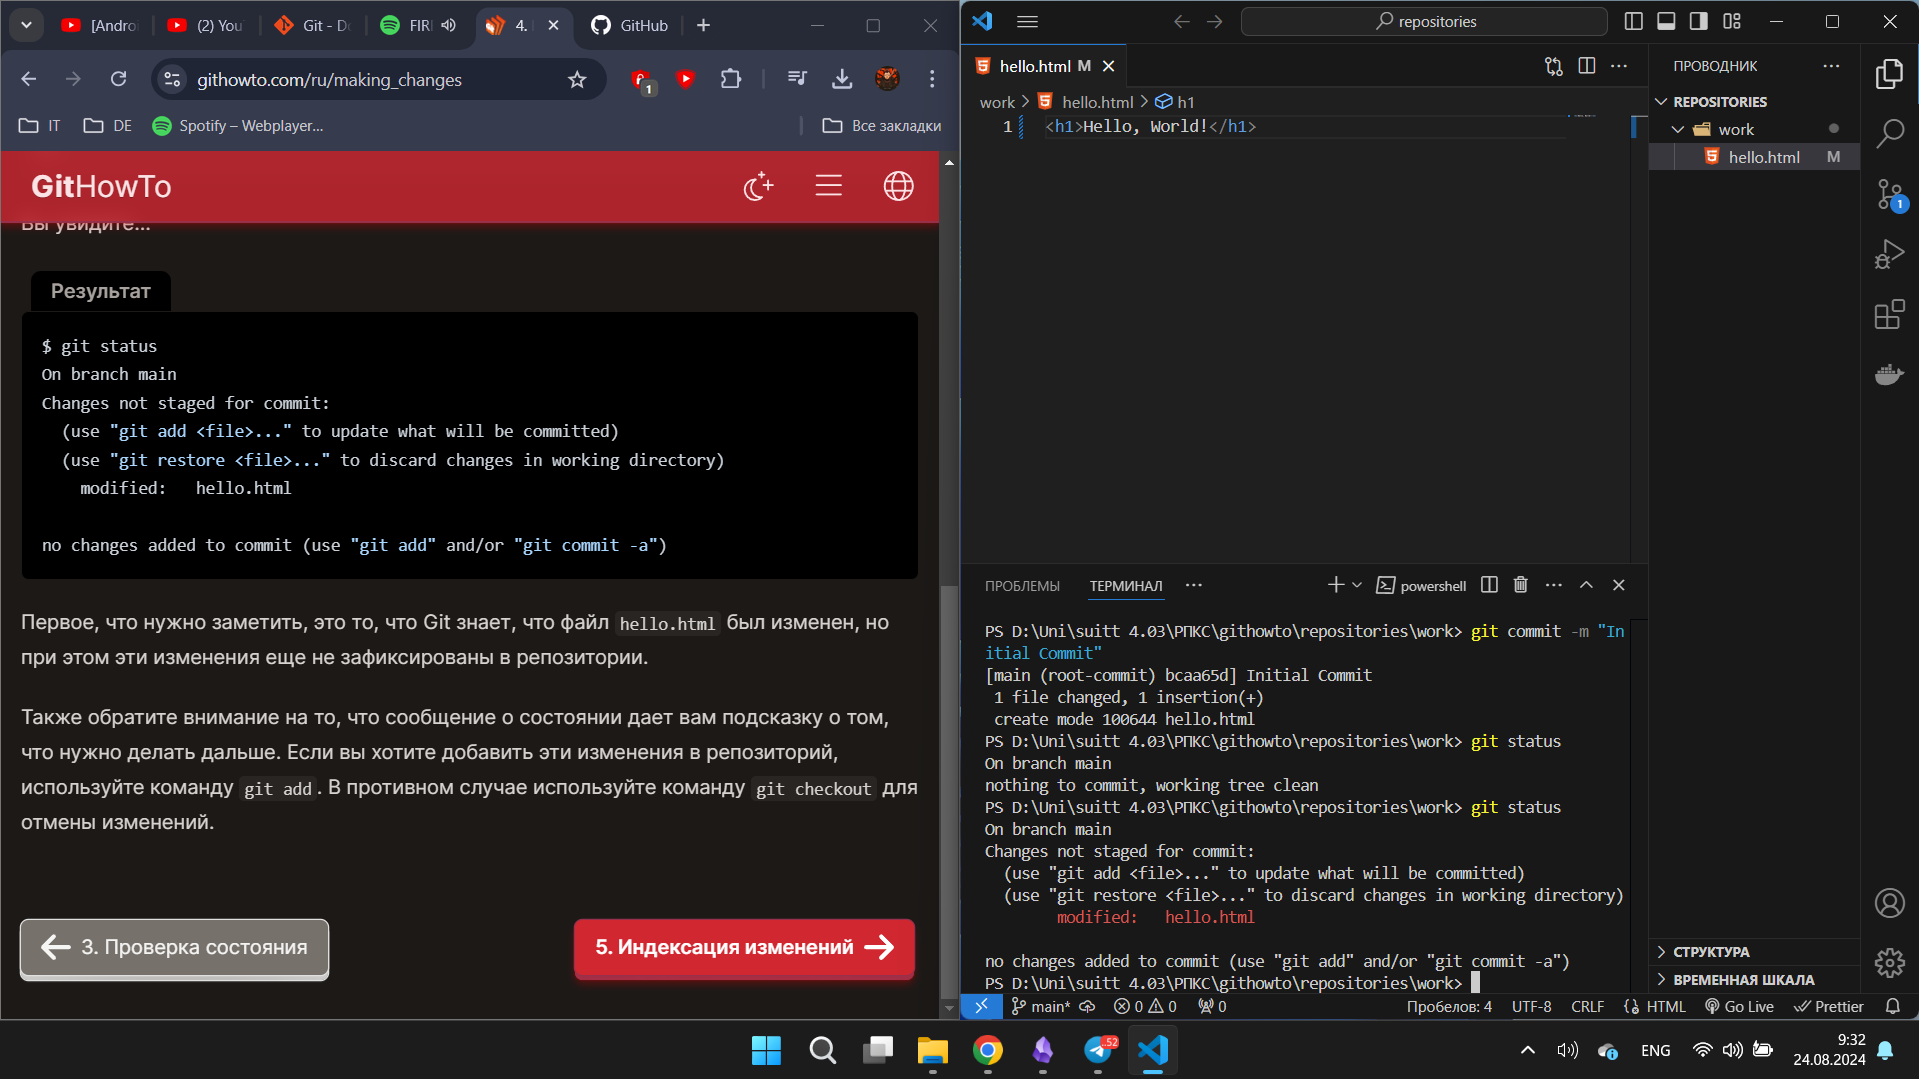 [Andro
(2) You
Git - Do
FIRE
4.
GitHub
githowto.com/ru/making_changes
1
IT
DE
Spotify – Webplayer...
Все закладки
GitHowTo
Вы увидите...
Результат
$ git status
On branch main
Changes not staged for commit:
(use "git add <file>..." to update what will be committed)
(use "git restore <file>..." to discard changes in working directory)
modified:   hello.html
no changes added to commit (use "git add" and/or "git commit -a")
Первое, что нужно заметить, это то, что Git знает, что файл hello.html был изменен, но
при этом эти изменения еще не зафиксированы в репозитории.
Также обратите внимание на то, что сообщение о состоянии дает вам подсказку о том,
что нужно делать дальше. Если вы хотите добавить эти изменения в репозиторий,
используйте команду git add. В противном случае используйте команду git checkout для
отмены изменений.
3. Проверка состояния
5. Индексация изменений
repositories
hello.html M
work > hello.html > h1
1 <h1>Hello, World!</h1>
ПРОВОДНИК
REPOSITORIES
work
hello.html M
1
СТРУКТУРА
ВРЕМЕННАЯ ШКАЛА
ПРОБЛЕМЫ
ТЕРМИНАЛ
powershell
PS D:\Uni\suitt 4.03\РПКС\githowto\repositories\work> git commit -m "In
itial Commit"
[main (root-commit) bcaa65d] Initial Commit
1 file changed, 1 insertion(+)
create mode 100644 hello.html
PS D:\Uni\suitt 4.03\РПКС\githowto\repositories\work> git status
On branch main
nothing to commit, working tree clean
PS D:\Uni\suitt 4.03\РПКС\githowto\repositories\work> git status
On branch main
Changes not staged for commit:
(use "git add <file>..." to update what will be committed)
(use "git restore <file>..." to discard changes in working directory)
modified:   hello.html
no changes added to commit (use "git add" and/or "git commit -a")
PS D:\Uni\suitt 4.03\РПКС\githowto\repositories\work>
main*
0
0
0
Пробелов: 4
UTF-8
CRLF
HTML
Go Live
Prettier
..52
ENG
9:32
24.08.2024